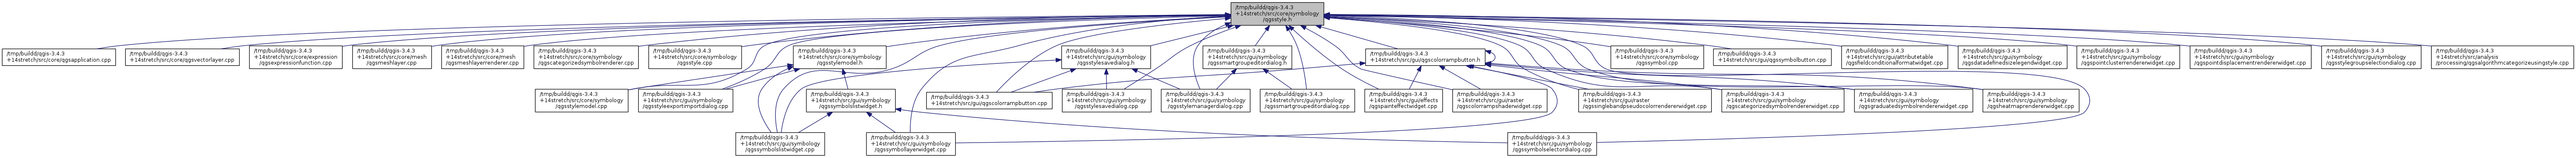 /tmp/buildd/qgis-3.4.3
+14stretch/src/core/symbology
/qgsstyle.h
/tmp/buildd/qgis-3.4.3
+14stretch/src/core/qgsapplication.cpp
/tmp/buildd/qgis-3.4.3
+14stretch/src/core/qgsvectorlayer.cpp
/tmp/buildd/qgis-3.4.3
+14stretch/src/core/expression
/qgsexpressionfunction.cpp
/tmp/buildd/qgis-3.4.3
+14stretch/src/core/mesh
/qgsmeshlayer.cpp
/tmp/buildd/qgis-3.4.3
+14stretch/src/core/mesh
/qgsmeshlayerrenderer.cpp
/tmp/buildd/qgis-3.4.3
+14stretch/src/core/symbology
/qgscategorizedsymbolrenderer.cpp
/tmp/buildd/qgis-3.4.3
+14stretch/src/core/symbology
/qgsstyle.cpp
/tmp/buildd/qgis-3.4.3
+14stretch/src/core/symbology
/qgsstylemodel.h
/tmp/buildd/qgis-3.4.3
+14stretch/src/gui/symbology
/qgsstylesavedialog.h
/tmp/buildd/qgis-3.4.3
+14stretch/src/gui/symbology
/qgssmartgroupeditordialog.h
/tmp/buildd/qgis-3.4.3
+14stretch/src/gui/qgscolorrampbutton.h
/tmp/buildd/qgis-3.4.3
+14stretch/src/core/symbology
/qgssymbol.cpp
/tmp/buildd/qgis-3.4.3
+14stretch/src/gui/qgssymbolbutton.cpp
/tmp/buildd/qgis-3.4.3
+14stretch/src/gui/attributetable
/qgsfieldconditionalformatwidget.cpp
/tmp/buildd/qgis-3.4.3
+14stretch/src/gui/symbology
/qgsdatadefinedsizelegendwidget.cpp
/tmp/buildd/qgis-3.4.3
+14stretch/src/gui/symbology
/qgspointclusterrendererwidget.cpp
/tmp/buildd/qgis-3.4.3
+14stretch/src/gui/symbology
/qgspointdisplacementrendererwidget.cpp
/tmp/buildd/qgis-3.4.3
+14stretch/src/gui/symbology
/qgsstylegroupselectiondialog.cpp
/tmp/buildd/qgis-3.4.3
+14stretch/src/analysis
/processing/qgsalgorithmcategorizeusingstyle.cpp
/tmp/buildd/qgis-3.4.3
+14stretch/src/core/symbology
/qgsstylemodel.cpp
/tmp/buildd/qgis-3.4.3
+14stretch/src/gui/symbology
/qgsstyleexportimportdialog.cpp
/tmp/buildd/qgis-3.4.3
+14stretch/src/gui/symbology
/qgssymbolslistwidget.h
/tmp/buildd/qgis-3.4.3
+14stretch/src/gui/qgscolorrampbutton.cpp
/tmp/buildd/qgis-3.4.3
+14stretch/src/gui/symbology
/qgsstylesavedialog.cpp
/tmp/buildd/qgis-3.4.3
+14stretch/src/gui/symbology
/qgsstylemanagerdialog.cpp
/tmp/buildd/qgis-3.4.3
+14stretch/src/gui/symbology
/qgssmartgroupeditordialog.cpp
/tmp/buildd/qgis-3.4.3
+14stretch/src/gui/effects
/qgspainteffectwidget.cpp
/tmp/buildd/qgis-3.4.3
+14stretch/src/gui/raster
/qgscolorrampshaderwidget.cpp
/tmp/buildd/qgis-3.4.3
+14stretch/src/gui/raster
/qgssinglebandpseudocolorrendererwidget.cpp
/tmp/buildd/qgis-3.4.3
+14stretch/src/gui/symbology
/qgscategorizedsymbolrendererwidget.cpp
/tmp/buildd/qgis-3.4.3
+14stretch/src/gui/symbology
/qgsgraduatedsymbolrendererwidget.cpp
/tmp/buildd/qgis-3.4.3
+14stretch/src/gui/symbology
/qgsheatmaprendererwidget.cpp
/tmp/buildd/qgis-3.4.3
+14stretch/src/gui/symbology
/qgssymbolslistwidget.cpp
/tmp/buildd/qgis-3.4.3
+14stretch/src/gui/symbology
/qgssymbollayerwidget.cpp
/tmp/buildd/qgis-3.4.3
+14stretch/src/gui/symbology
/qgssymbolselectordialog.cpp